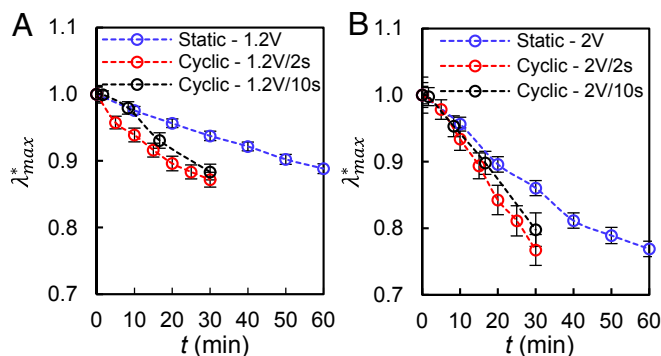 A
1.1
1.0
0.9
0.8
0.7
λ*max
Static - 1.2V
Cyclic - 1.2V/2s
Cyclic - 1.2V/10s
0 10 20 30 40 50 60
t (min)
B
1.1
1.0
0.9
0.8
0.7
λ*max
Static - 2V
Cyclic - 2V/2s
Cyclic - 2V/10s
0 10 20 30 40 50 60
t (min)